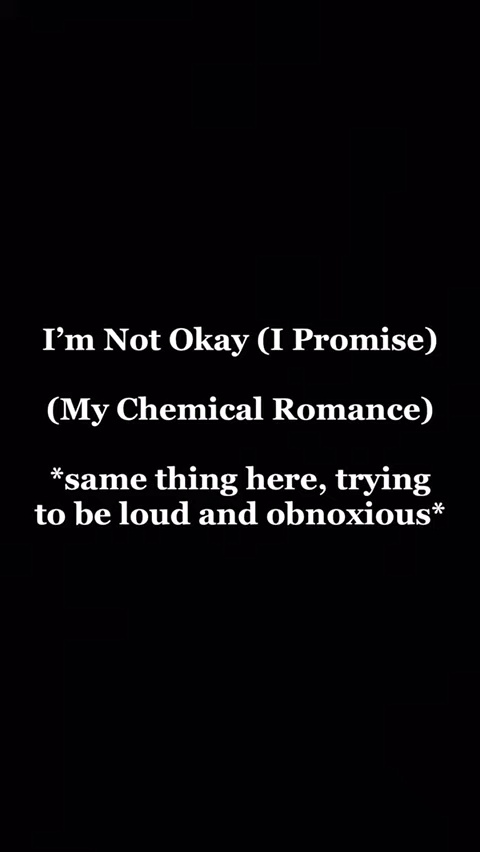 I’m Not Okay (I Promise)
(My Chemical Romance)
*same thing here, trying
to be loud and obnoxious*